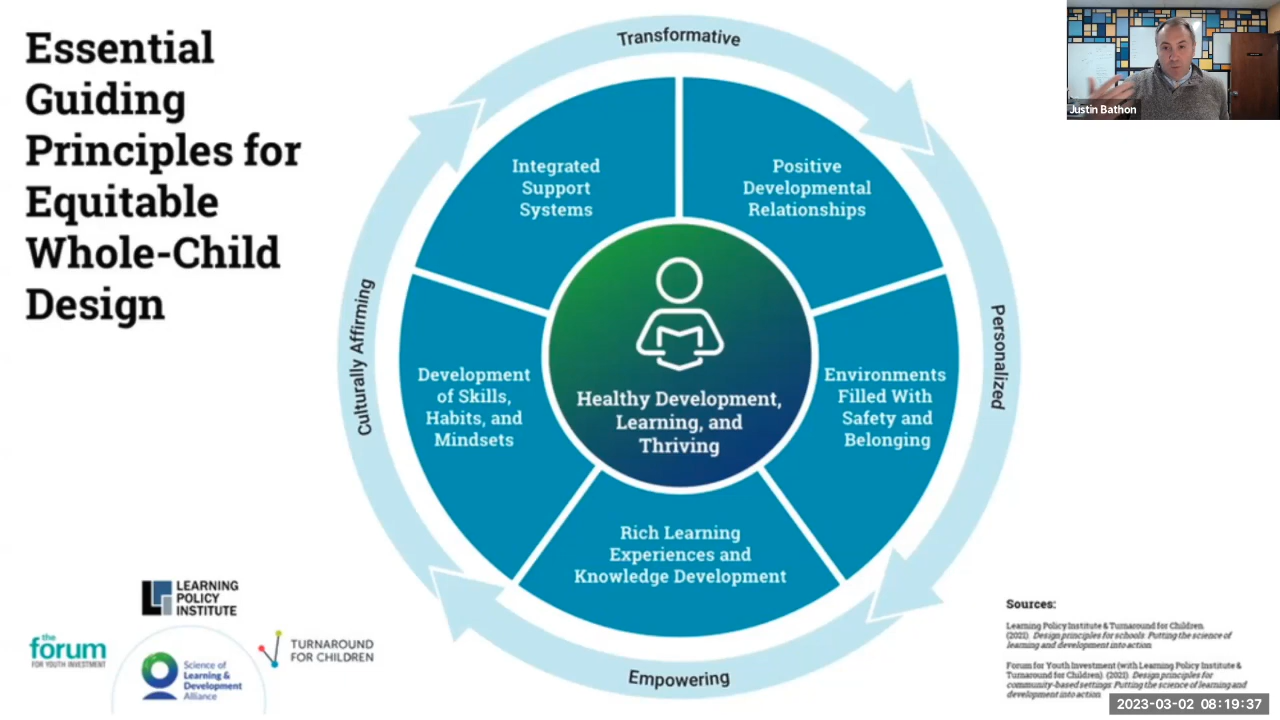 Essential
Guiding
Principles for
Equitable
Whole-Child
Design
Transformative
Personalized
Empowering
Culturally Affirming
Integrated
Support
Systems
Positive
Developmental
Relationships
Development
of Skills,
Habits, and
Mindsets
Healthy Development,
Learning, and
Thriving
Environments
Filled With
Safety and
Belonging
Rich Learning
Experiences and
Knowledge Development
LEARNING
POLICY
INSTITUTE
the
forum
FOR YOUTH INVESTMENT
Science of
Learning &
Development
Alliance
TURNAROUND
FOR CHILDREN
Sources:
Learning Policy Institute & Turnaround for Children.
(2021). Design principles for schools: Putting the science of
learning and development into action
Forum for Youth Investment (with Learning Policy Institute &
Turnaround for Children). (2021). Design principles for
community-based settings: Putting the science of learning and
development into action
Justin Bathon
2023-03-02 08:19:37